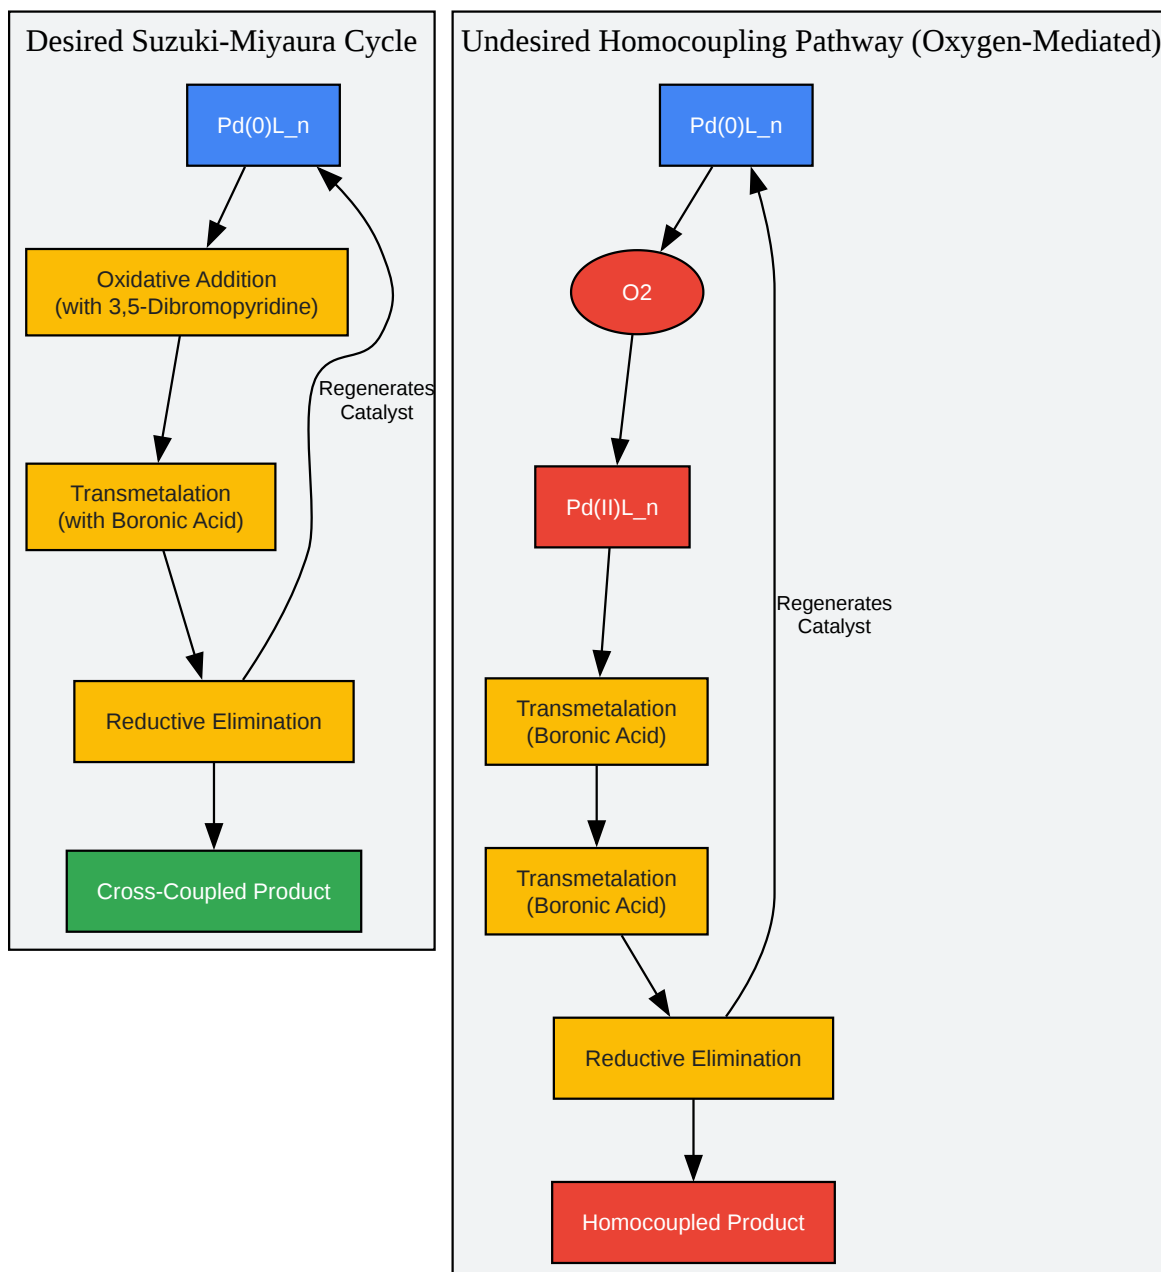 Desired Suzuki-Miyaura Cycle
Pd(0)L_n
Oxidative Addition
(with 3,5-Dibromopyridine)
Regenerates
Catalyst
Transmetalation
(with Boronic Acid)
Reductive Elimination
Cross-Coupled Product
Undesired Homocoupling Pathway (Oxygen-Mediated)
Pd(0)L_n
O2
Pd(II)L_n
Regenerates
Catalyst
Transmetalation
(Boronic Acid)
Transmetalation
(Boronic Acid)
Reductive Elimination
Homocoupled Product